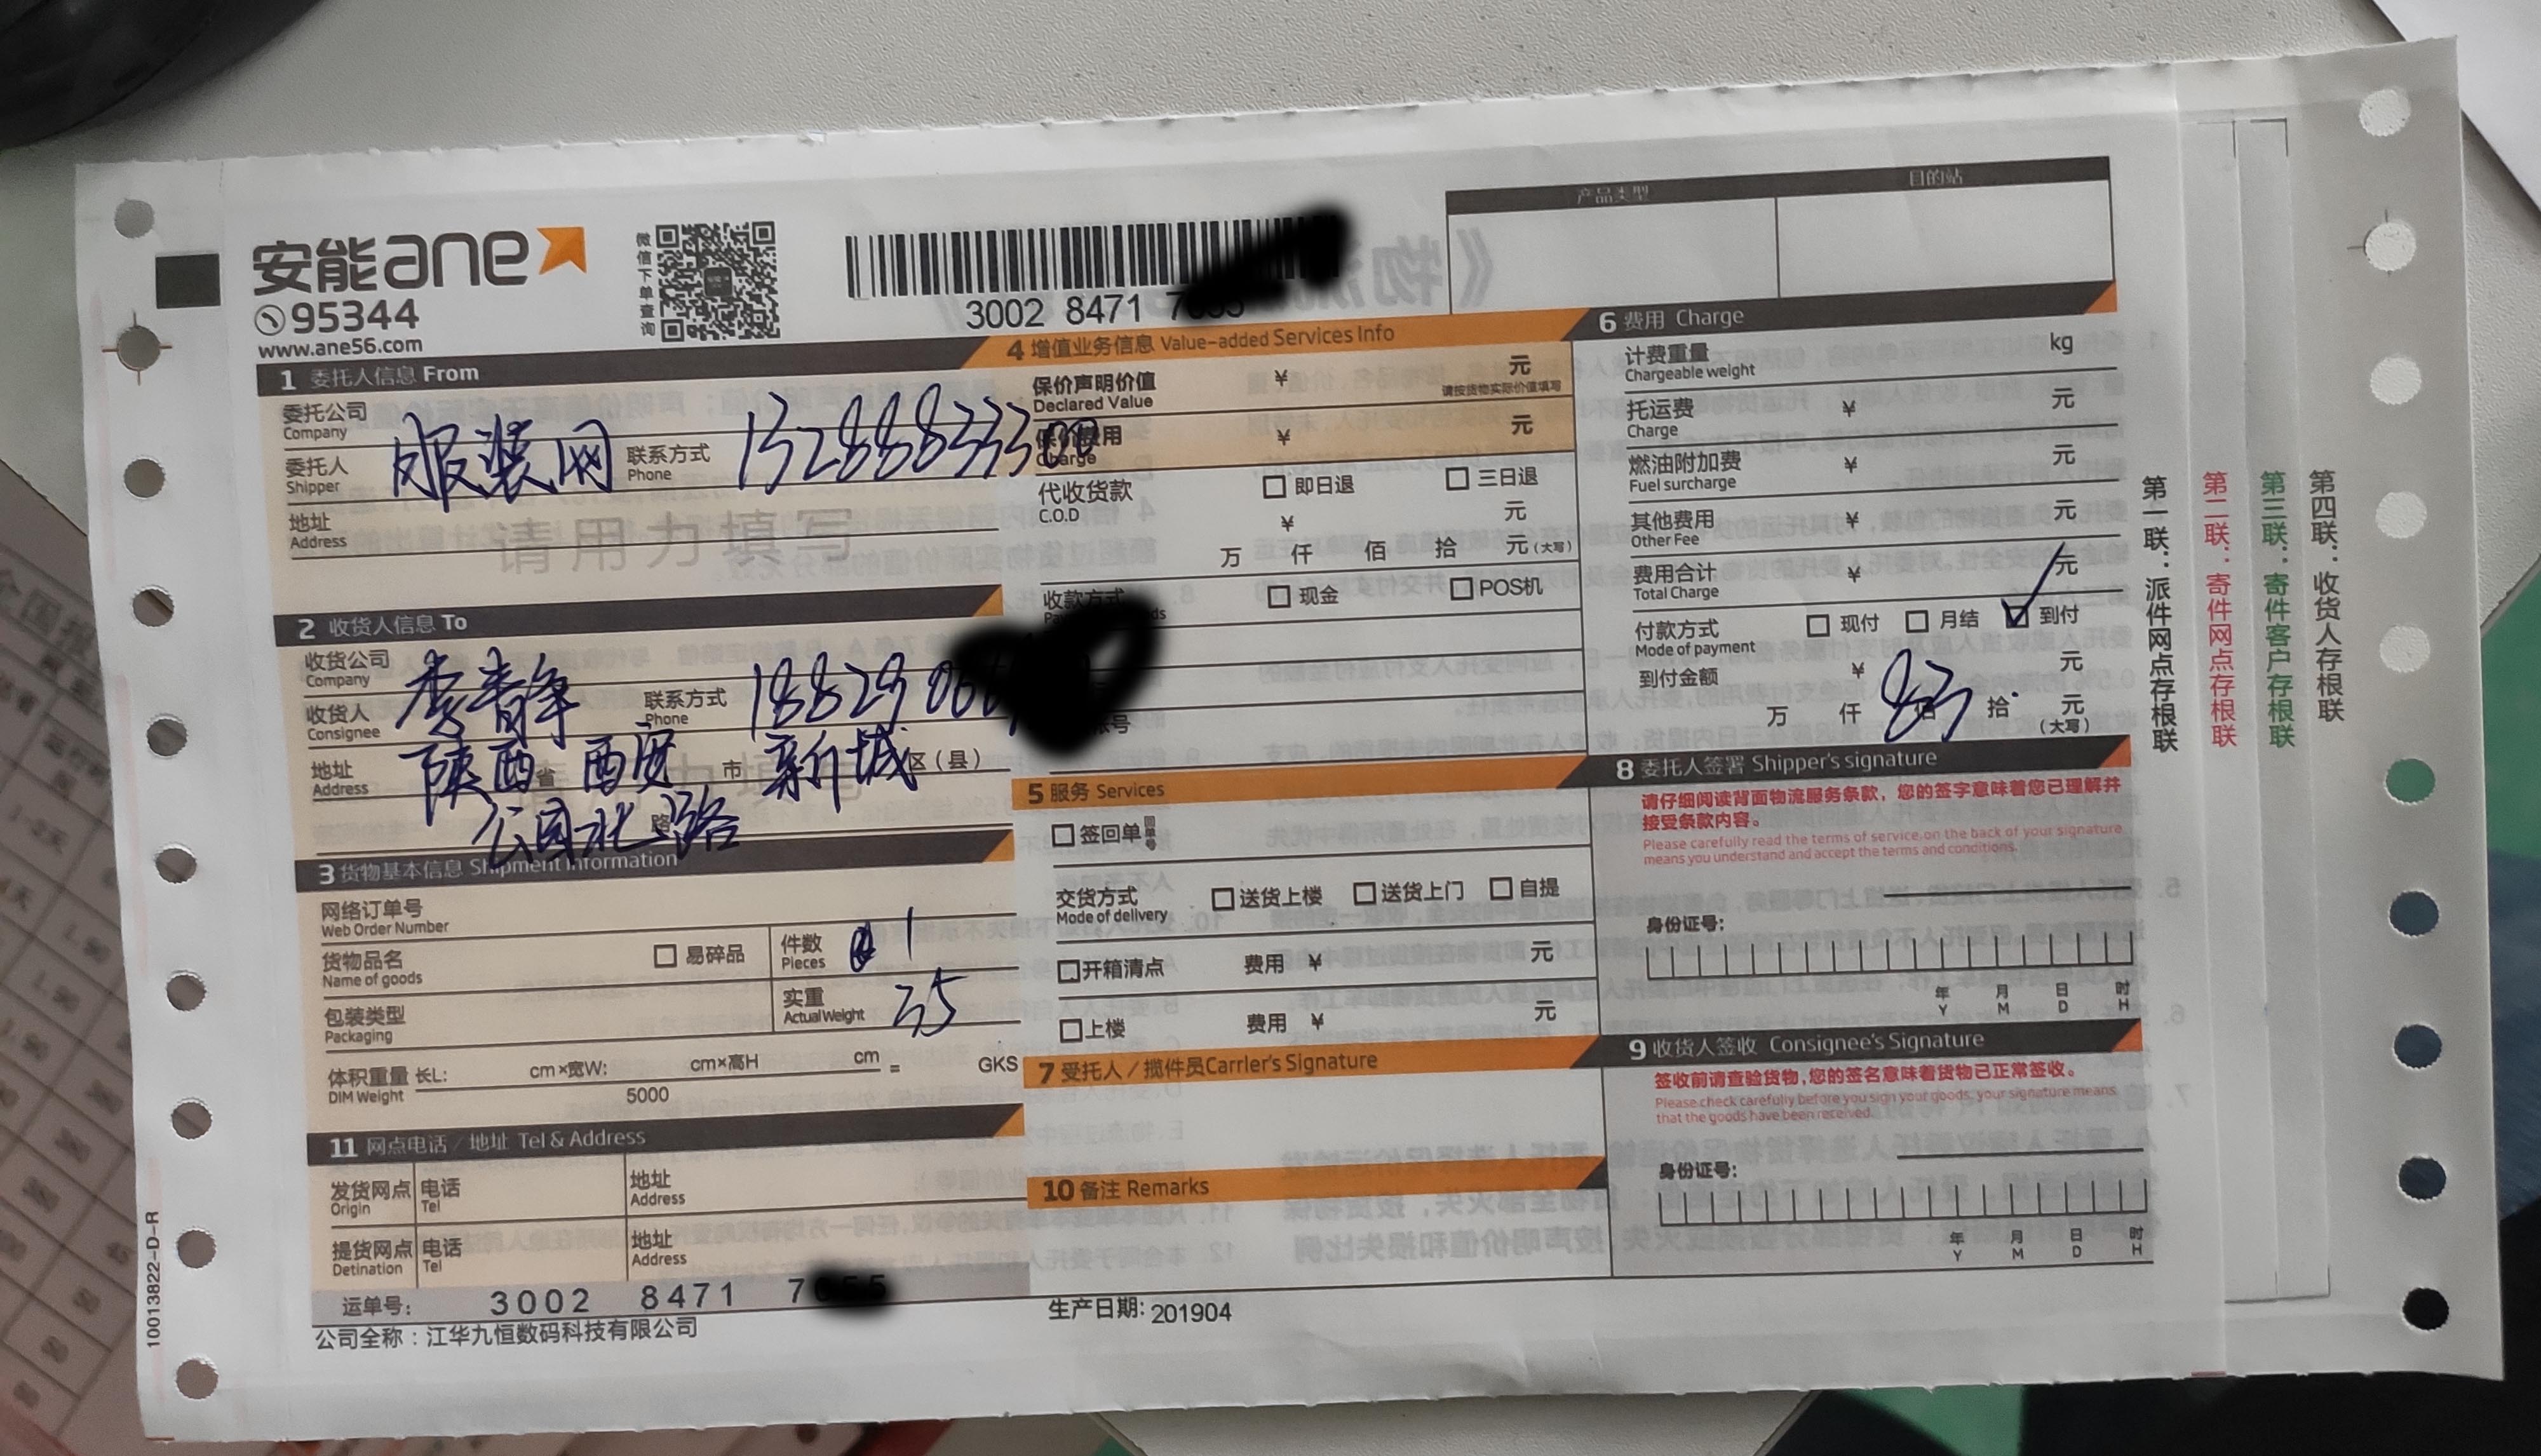 安能ane
95344
www.ane56.com
微信下单查询
3002 8471 7
产品类型 目的站
1 委托人信息 From
委托公司
Company
委托人 服装网 联系方式
Shipper Phone
地址
Address
请用力填写
2 收货人信息 To
收货公司
Company
收货人 联系方式
Consignee Phone
地址 陕西 省 西安 市 新城 区(县)
Address
公园北路 路
3 货物基本信息 Shipment Information
网络订单号
Web Order Number
货物品名 易碎品 件数 1
Name of goods Pieces
包装类型 实重 35
Packaging Actual Weight
体积重量 长L: cm×宽W: cm×高H cm = GKS
DIM Weight 5000
11 网点电话/地址 Tel & Address
发货网点 电话 地址
Origin Tel Address
提货网点 电话 地址
Detination Tel Address
运单号: 3002 8471 7
公司全称:江华九恒数码科技有限公司
4 增值业务信息 Value-added Services Info
保价声明价值 ¥ 元
Declared Value 请按货物实际价值填写
保价费用 ¥ 元
Charge
代收货款 即日退 三日退
C.O.D ¥ 元
万 仟 佰 拾 元(大写)
收款方式 现金 POS机
帐号
5 服务 Services
签回单 回单号
交货方式 送货上楼 送货上门 自提
Mode of delivery
开箱清点 费用 ¥ 元
上楼 费用 ¥ 元
7 受托人/揽件员Carrler's Signature
10 备注 Remarks
生产日期: 201904
6 费用 Charge
计费重量 kg
Chargeable weight
托运费 ¥ 元
Charge
燃油附加费 ¥ 元
Fuel surcharge
其他费用 ¥ 元
Other Fee
费用合计 ¥ 元
Total Charge
付款方式 现付 月结 到付
Mode of payment
到付金额 ¥ 83 元
万 仟 佰 拾 元
(大写)
8 委托人签署 Shipper's signature
请仔细阅读背面物流服务条款,您的签字意味着您已理解并
接受条款内容。
Please carefully read the terms of service,on the back of your signature
means you understand and accept the terms and conditions.
身份证号:
年 月 日 时
Y M D H
9 收货人签收 Consignee's Signature
签收前请查验货物,您的签名意味着货物已正常签收。
Please check carefully before you sign your goods, your signature means
that the goods have been received.
身份证号:
年 月 日 时
Y M D H
第一联:派件网点存根联
第二联:寄件网点存根联
第三联:寄件客户存根联
第四联:收货人存根联
10013822-D-R